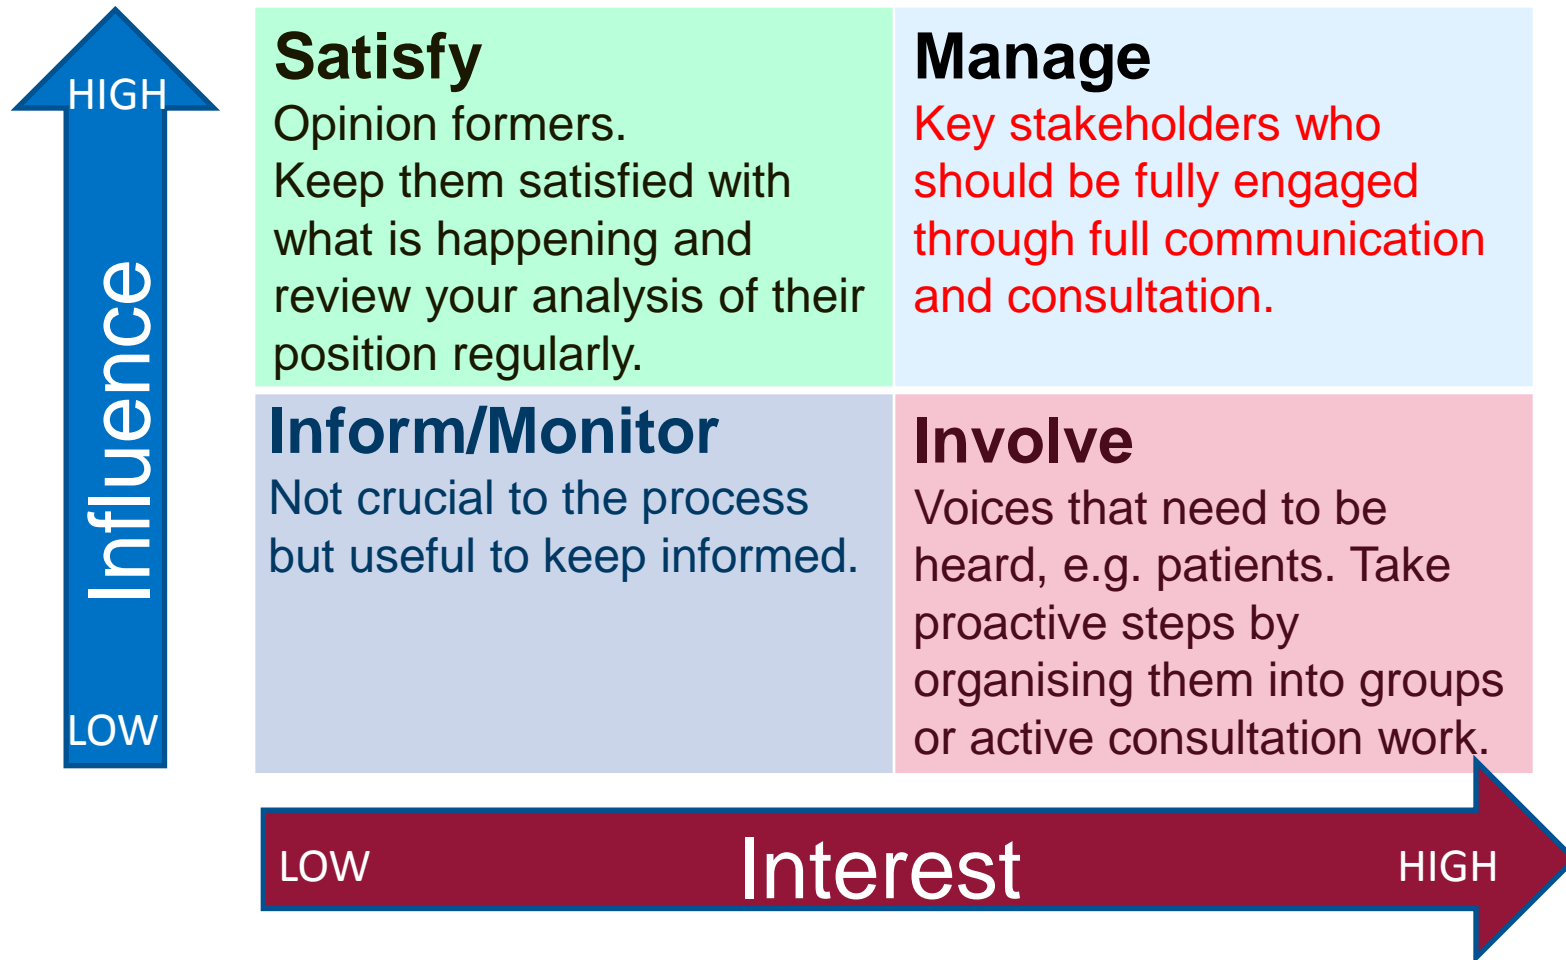 HIGH
Influence
LOW
Satisfy
Opinion formers.
Keep them satisfied with
what is happening and
review your analysis of their
position regularly.
Manage
Key stakeholders who
should be fully engaged
through full communication
and consultation.
Inform/Monitor
Not crucial to the process
but useful to keep informed.
Involve
Voices that need to be
heard, e.g. patients. Take
proactive steps by
organising them into groups
or active consultation work.
LOW
Interest
HIGH